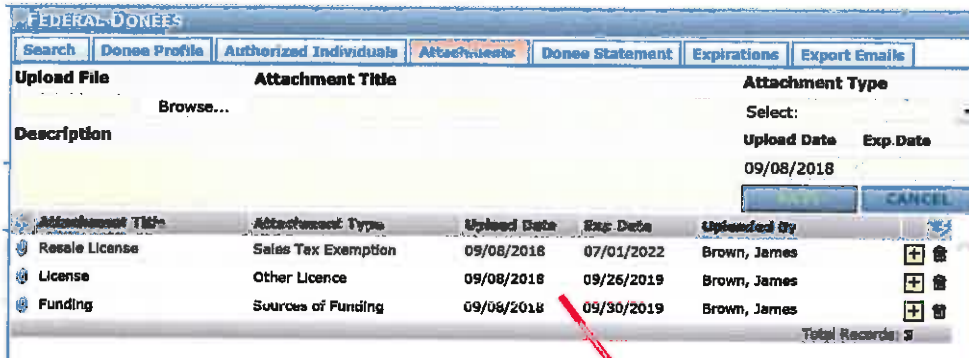 FEDERAL DONEES
Search Donee Profile Authorized Individuals Attachments Donee Statement Expirations Export Emails
Upload File Attachment Title Attachment Type
Browse... Select:
Description Upload Date Exp.Date
09/08/2018
SAVE CANCEL
Attachment Title Attachment Type Upload Date Exp Date Uploaded By
Resale License Sales Tax Exemption 09/08/2018 07/01/2022 Brown, James
License Other Licence 09/08/2018 09/26/2019 Brown, James
Funding Sources of Funding 09/08/2018 09/30/2019 Brown, James
Total Records: 3